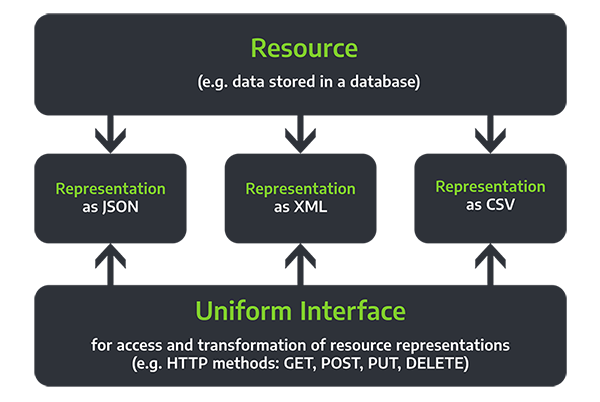 Resource
(e.g. data stored in a database)
Representation
as JSON
Representation
as XML
Representation
as CSV
Uniform Interface
for access and transformation of resource representations
(e.g. HTTP methods: GET, POST, PUT, DELETE)